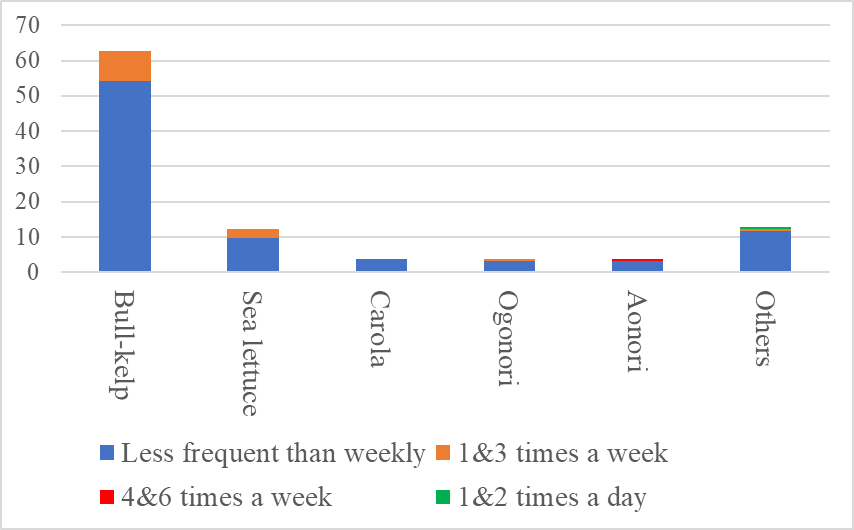 70
60
50
40
30
20
10
0
Bull-kelp
Sea lettuce
Carola
Ogonori
Aonori
Others
Less frequent than weekly
1&3 times a week
4&6 times a week
1&2 times a day